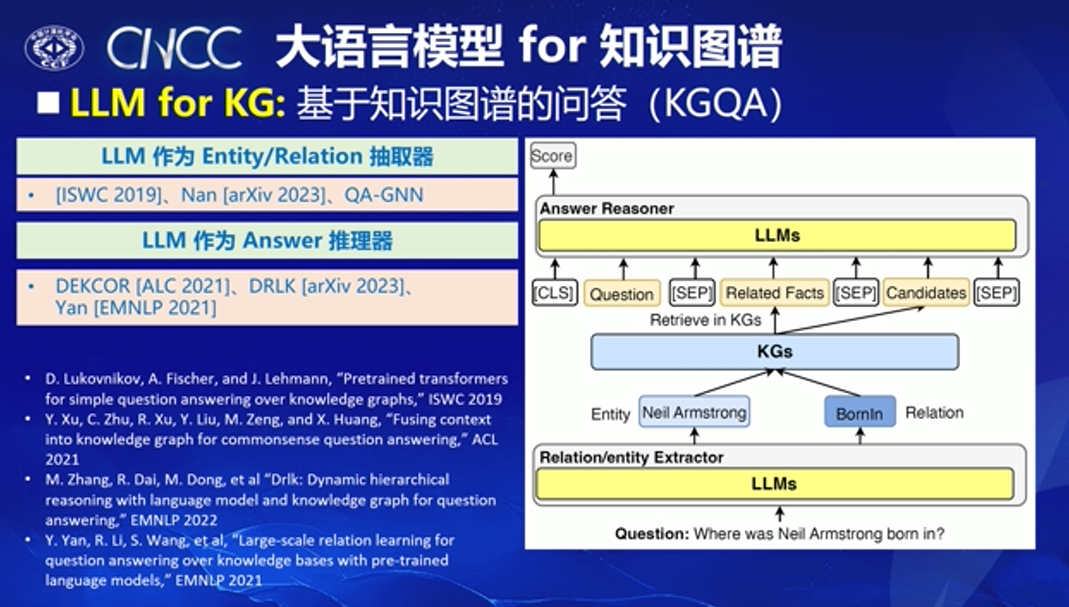 CNCC 大语言模型 for 知识图谱
■ LLM for KG: 基于知识图谱的问答（KGQA）
LLM 作为 Entity/Relation 抽取器
• [ISWC 2019]、Nan [arXiv 2023]、QA-GNN
LLM 作为 Answer 推理器
• DEKCOR [ALC 2021]、DRLK [arXiv 2023]、
Yan [EMNLP 2021]
• D. Lukovnikov, A. Fischer, and J. Lehmann, “Pretrained transformers
for simple question answering over knowledge graphs,” ISWC 2019
• Y. Xu, C. Zhu, R. Xu, Y. Liu, M. Zeng, and X. Huang, “Fusing context
into knowledge graph for commonsense question answering,” ACL
2021
• M. Zhang, R. Dai, M. Dong, et al “Drlk: Dynamic hierarchical
reasoning with language model and knowledge graph for question
answering,” EMNLP 2022
• Y. Yan, R. Li, S. Wang, et al, “Large-scale relation learning for
question answering over knowledge bases with pre-trained
language models,” EMNLP 2021
Score
Answer Reasoner
LLMs
[CLS] Question [SEP] Related Facts [SEP] Candidates [SEP]
Retrieve in KGs
KGs
Entity Neil Armstrong BornIn Relation
Relation/entity Extractor
LLMs
Question: Where was Neil Armstrong born in?